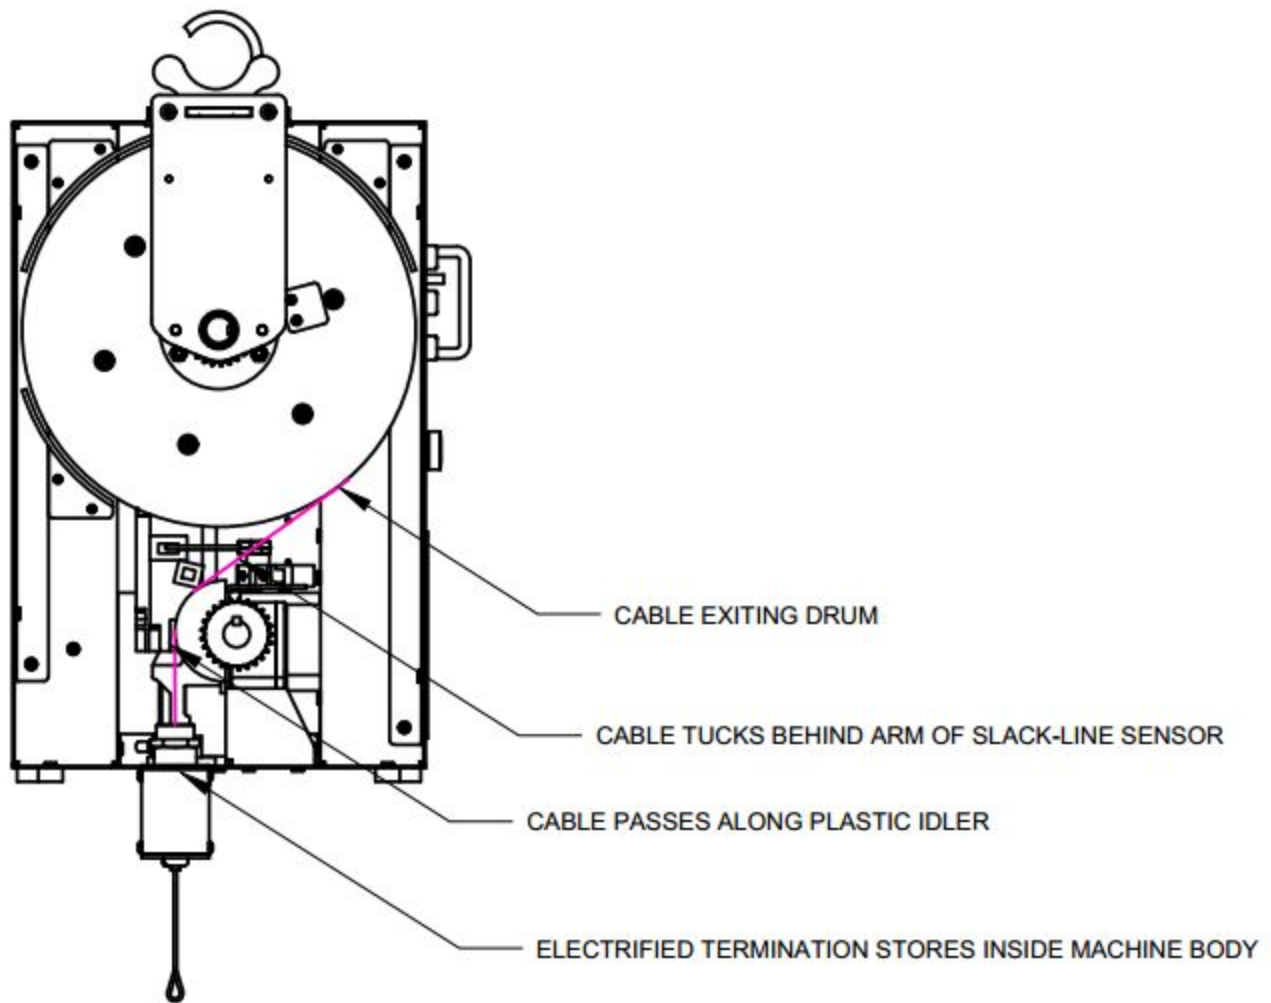 CABLE EXITING DRUM
CABLE TUCKS BEHIND ARM OF SLACK-LINE SENSOR
CABLE PASSES ALONG PLASTIC IDLER
ELECTRIFIED TERMINATION STORES INSIDE MACHINE BODY